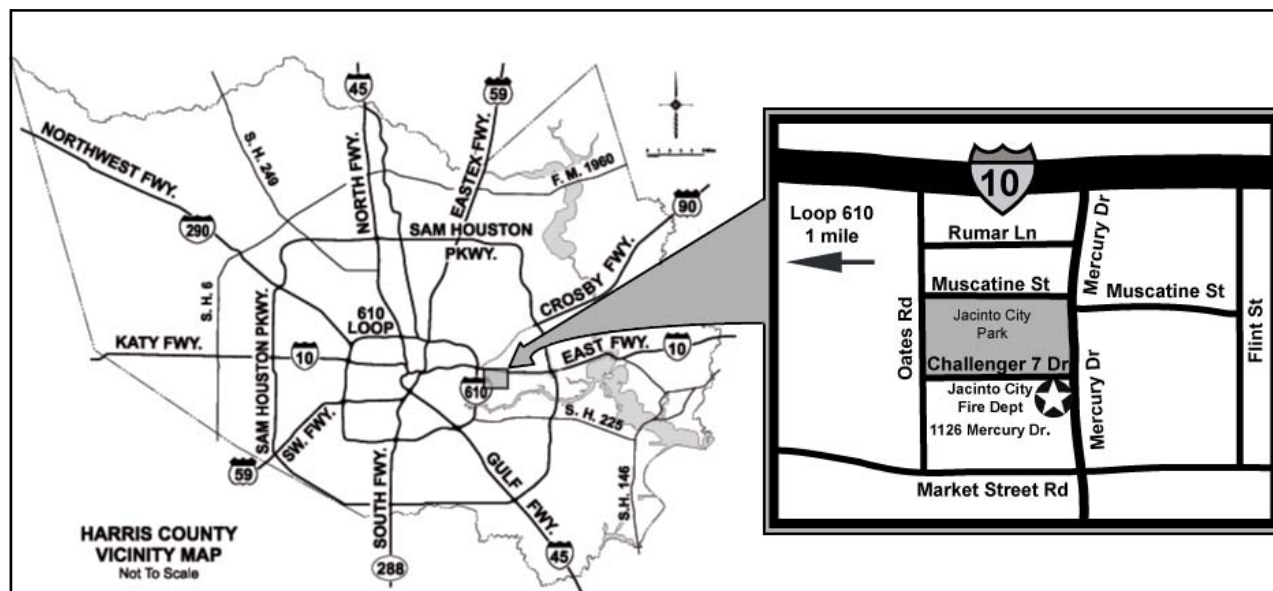 45
59
NORTHWEST FWY.
S. H. 249
NORTH FWY.
EASTEX FWY.
F. M. 1960
290
90
SAM HOUSTON
PKWY.
CROSBY FWY.
S. H. 6
SAM HOUSTON PKWY.
610
LOOP
KATY FWY.
10
EAST FWY.
10
610
S. H. 225
SW. FWY.
59
SOUTH FWY.
GULF FWY.
S.H. 146
HARRIS COUNTY
VICINITY MAP
Not To Scale
288
45
10
Loop 610
1 mile
Rumar Ln
Mercury Dr
Muscatine St
Muscatine St
Oates Rd
Jacinto City
Park
Flint St
Challenger 7 Dr
Jacinto City
Fire Dept
1126 Mercury Dr.
Mercury Dr
Market Street Rd